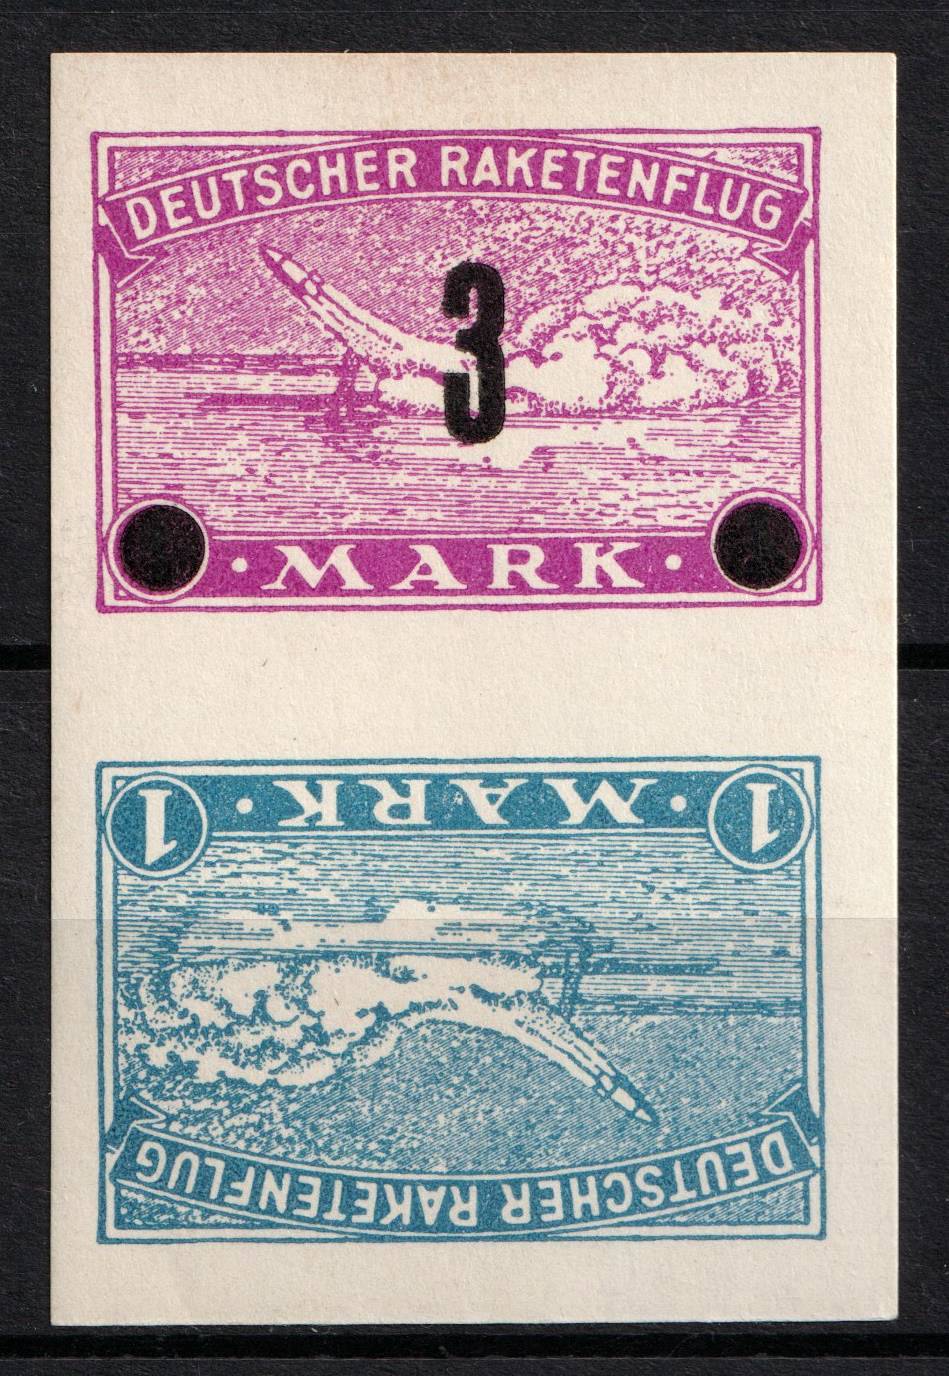 DEUTSCHER RAKETENFLUG
3
· MARK ·
1 · MARK · 1
DEUTSCHER RAKETENFLUG